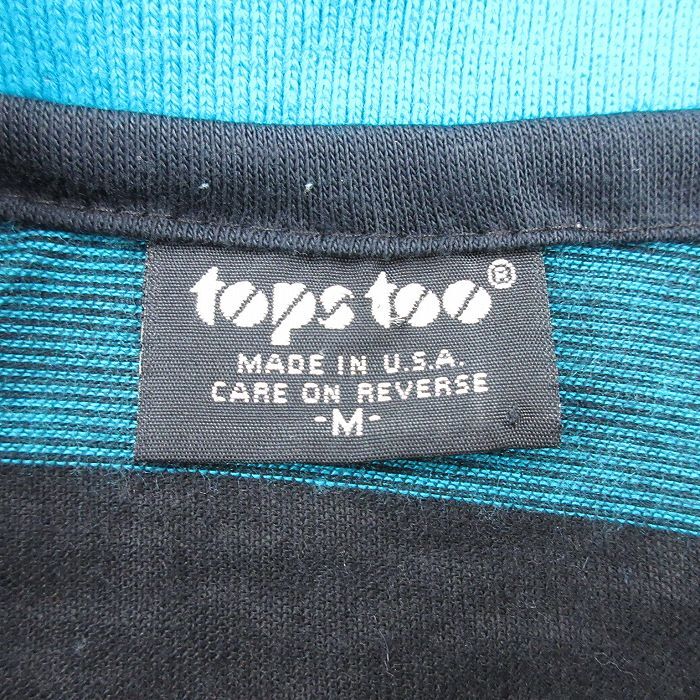 tops too®
MADE IN U.S.A.
CARE ON REVERSE
-M-